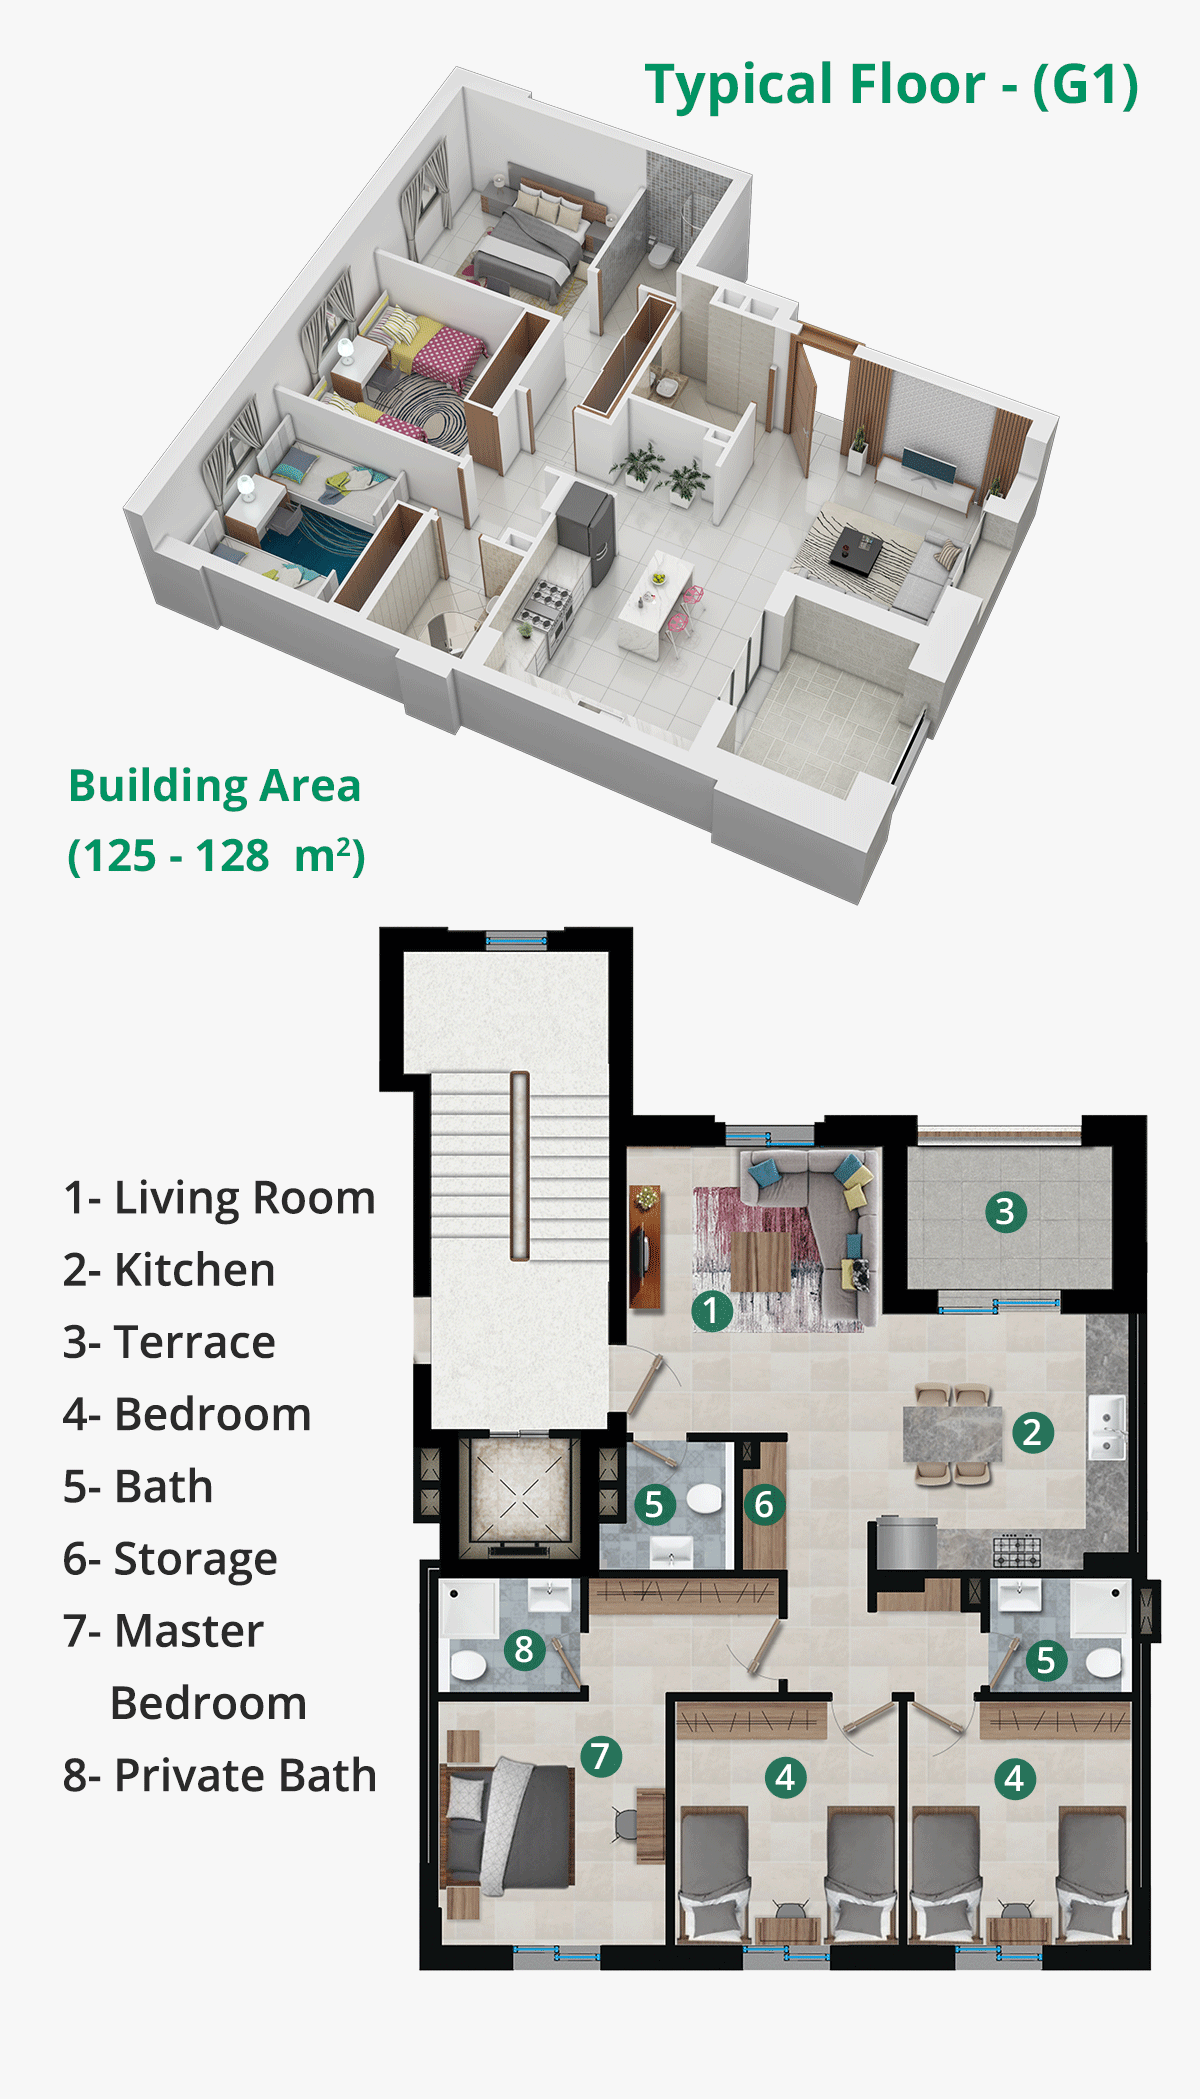 Typical Floor - (G1)
Building Area
(125 - 128 m²)
1- Living Room
2- Kitchen
3- Terrace
4- Bedroom
5- Bath
6- Storage
7- Master
Bedroom
8- Private Bath
3
1
2
5
6
8
5
7
4
4